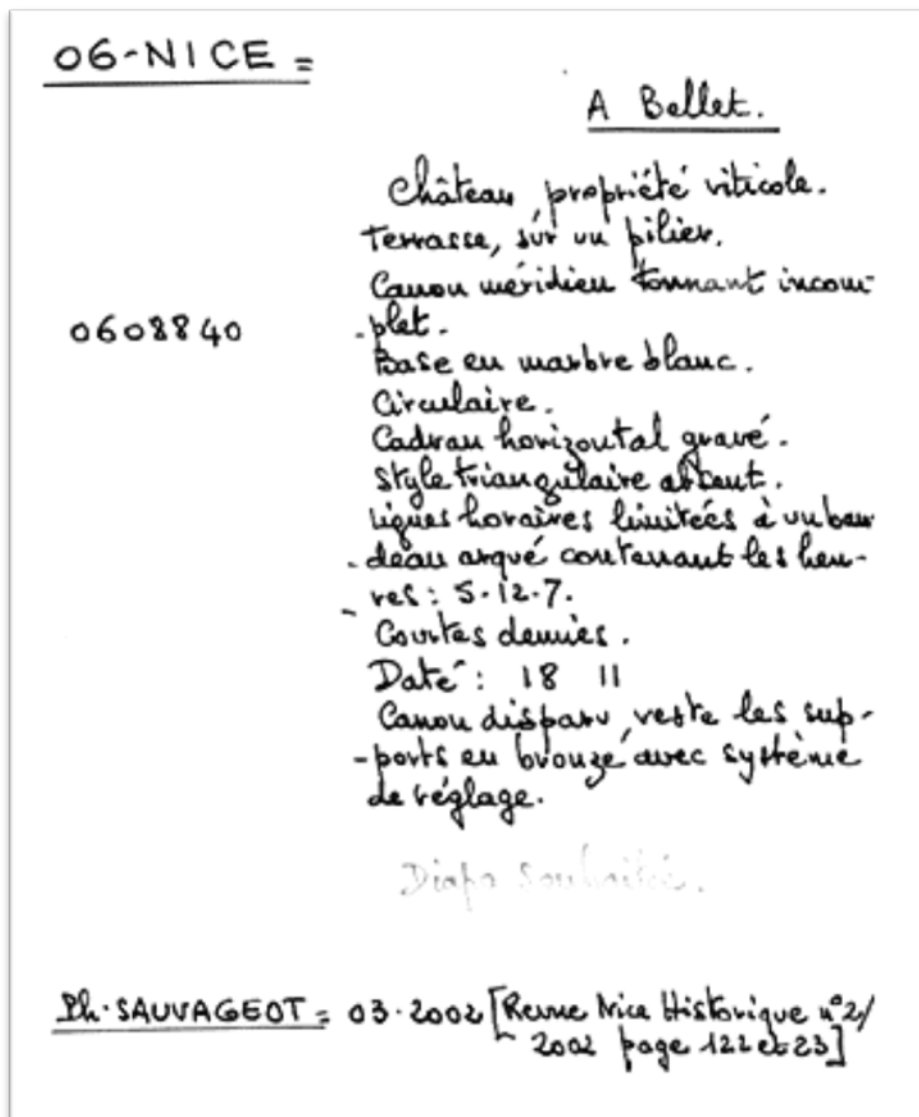 06-NICE =
A Bellet.
Château, propriété viticole.
Terrasse, sur un pilier.
Canon méridien tonnant incom-
-plet.
0608840
Base en marbre blanc.
Circulaire.
Cadran horizontal gravé.
Style triangulaire absent.
Lignes horaires limitées à un ban
-deau arqué contenant les heu-
-res : 5-12-7.
Courtes demies.
Daté : 18 11
Canon disparu, reste les sup-
-ports en bronze avec système
de réglage.
Diapo souhaitée.
Ph. SAUVAGEOT = 03.2002 [Revue Nice Historique n°2/
2002 page 122 et 23]